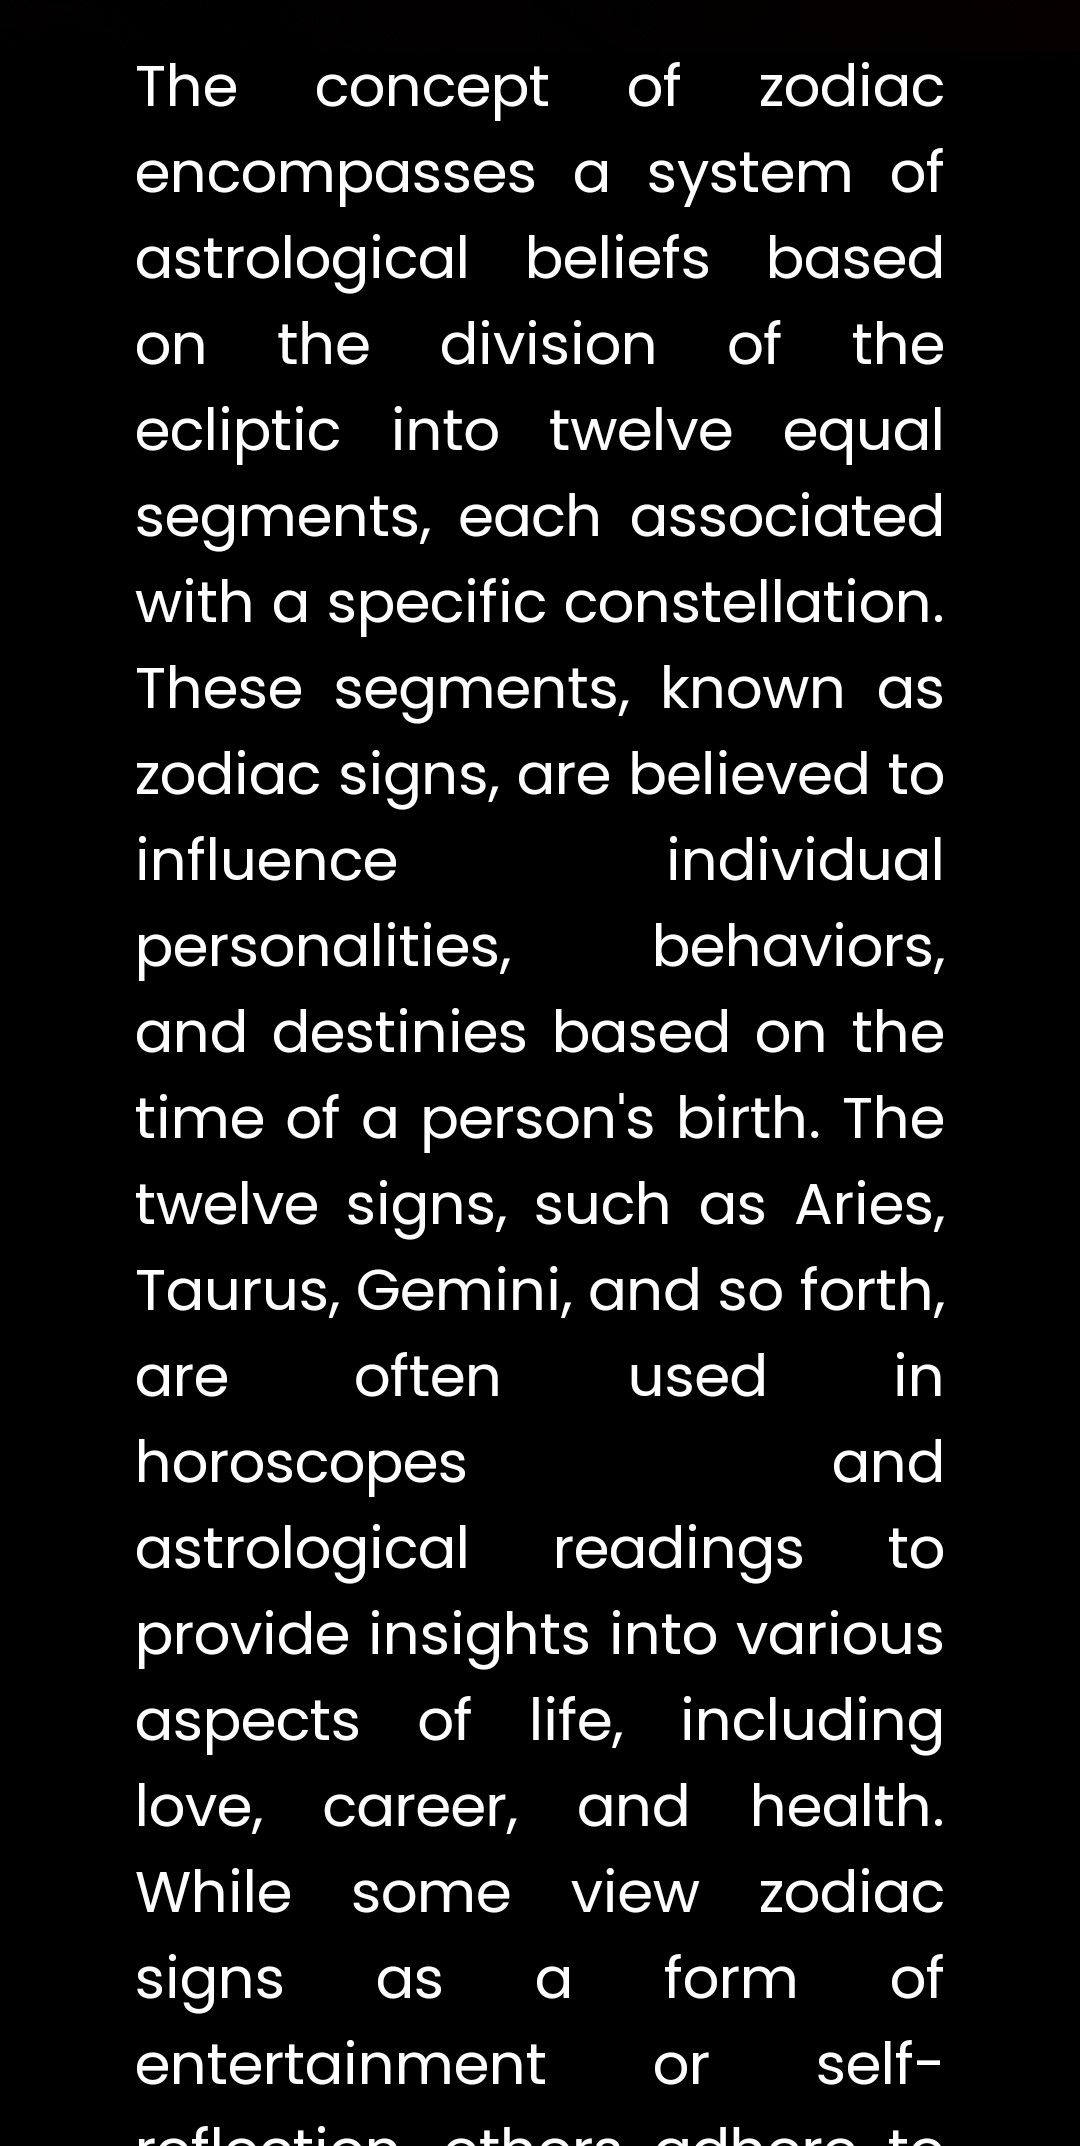 The concept of zodiac
encompasses a system of
astrological beliefs based
on the division of the
ecliptic into twelve equal
segments, each associated
with a specific constellation.
These segments, known as
zodiac signs, are believed to
influence individual
personalities, behaviors,
and destinies based on the
time of a person's birth. The
twelve signs, such as Aries,
Taurus, Gemini, and so forth,
are often used in
horoscopes and
astrological readings to
provide insights into various
aspects of life, including
love, career, and health.
While some view zodiac
signs as a form of
entertainment or self-
reflection, others adhere to